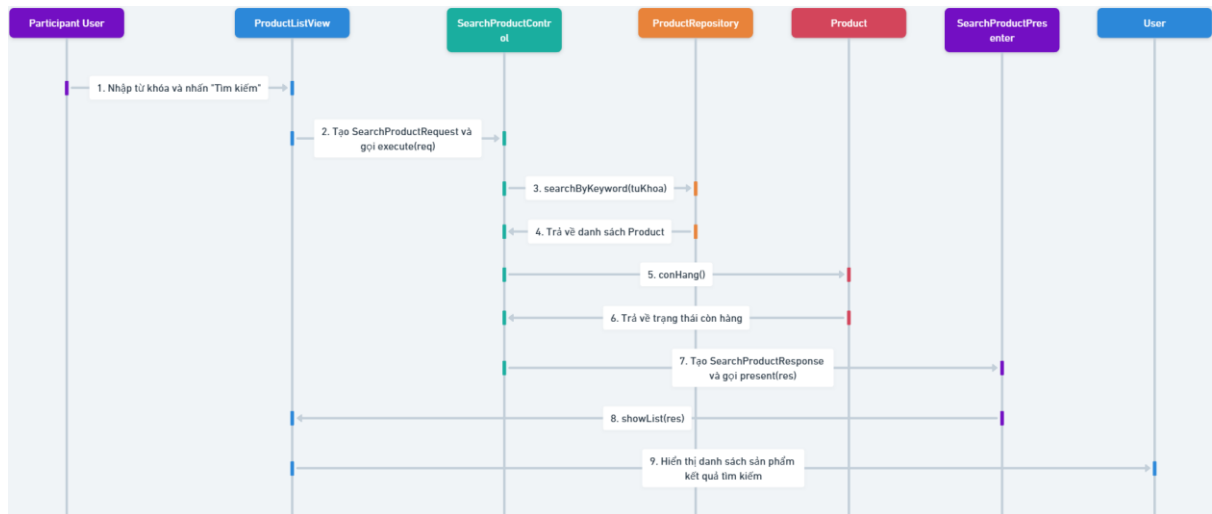 Participant User
ProductListView
SearchProductContr
ol
ProductRepository
Product
SearchProductPres
enter
User
1. Nhập từ khóa và nhấn "Tìm kiếm"
2. Tạo SearchProductRequest và
gọi execute(req)
3. searchByKeyword(tuKhoa)
4. Trả về danh sách Product
5. conHang()
6. Trả về trạng thái còn hàng
7. Tạo SearchProductResponse
và gọi present(res)
8. showList(res)
9. Hiển thị danh sách sản phẩm
kết quả tìm kiếm